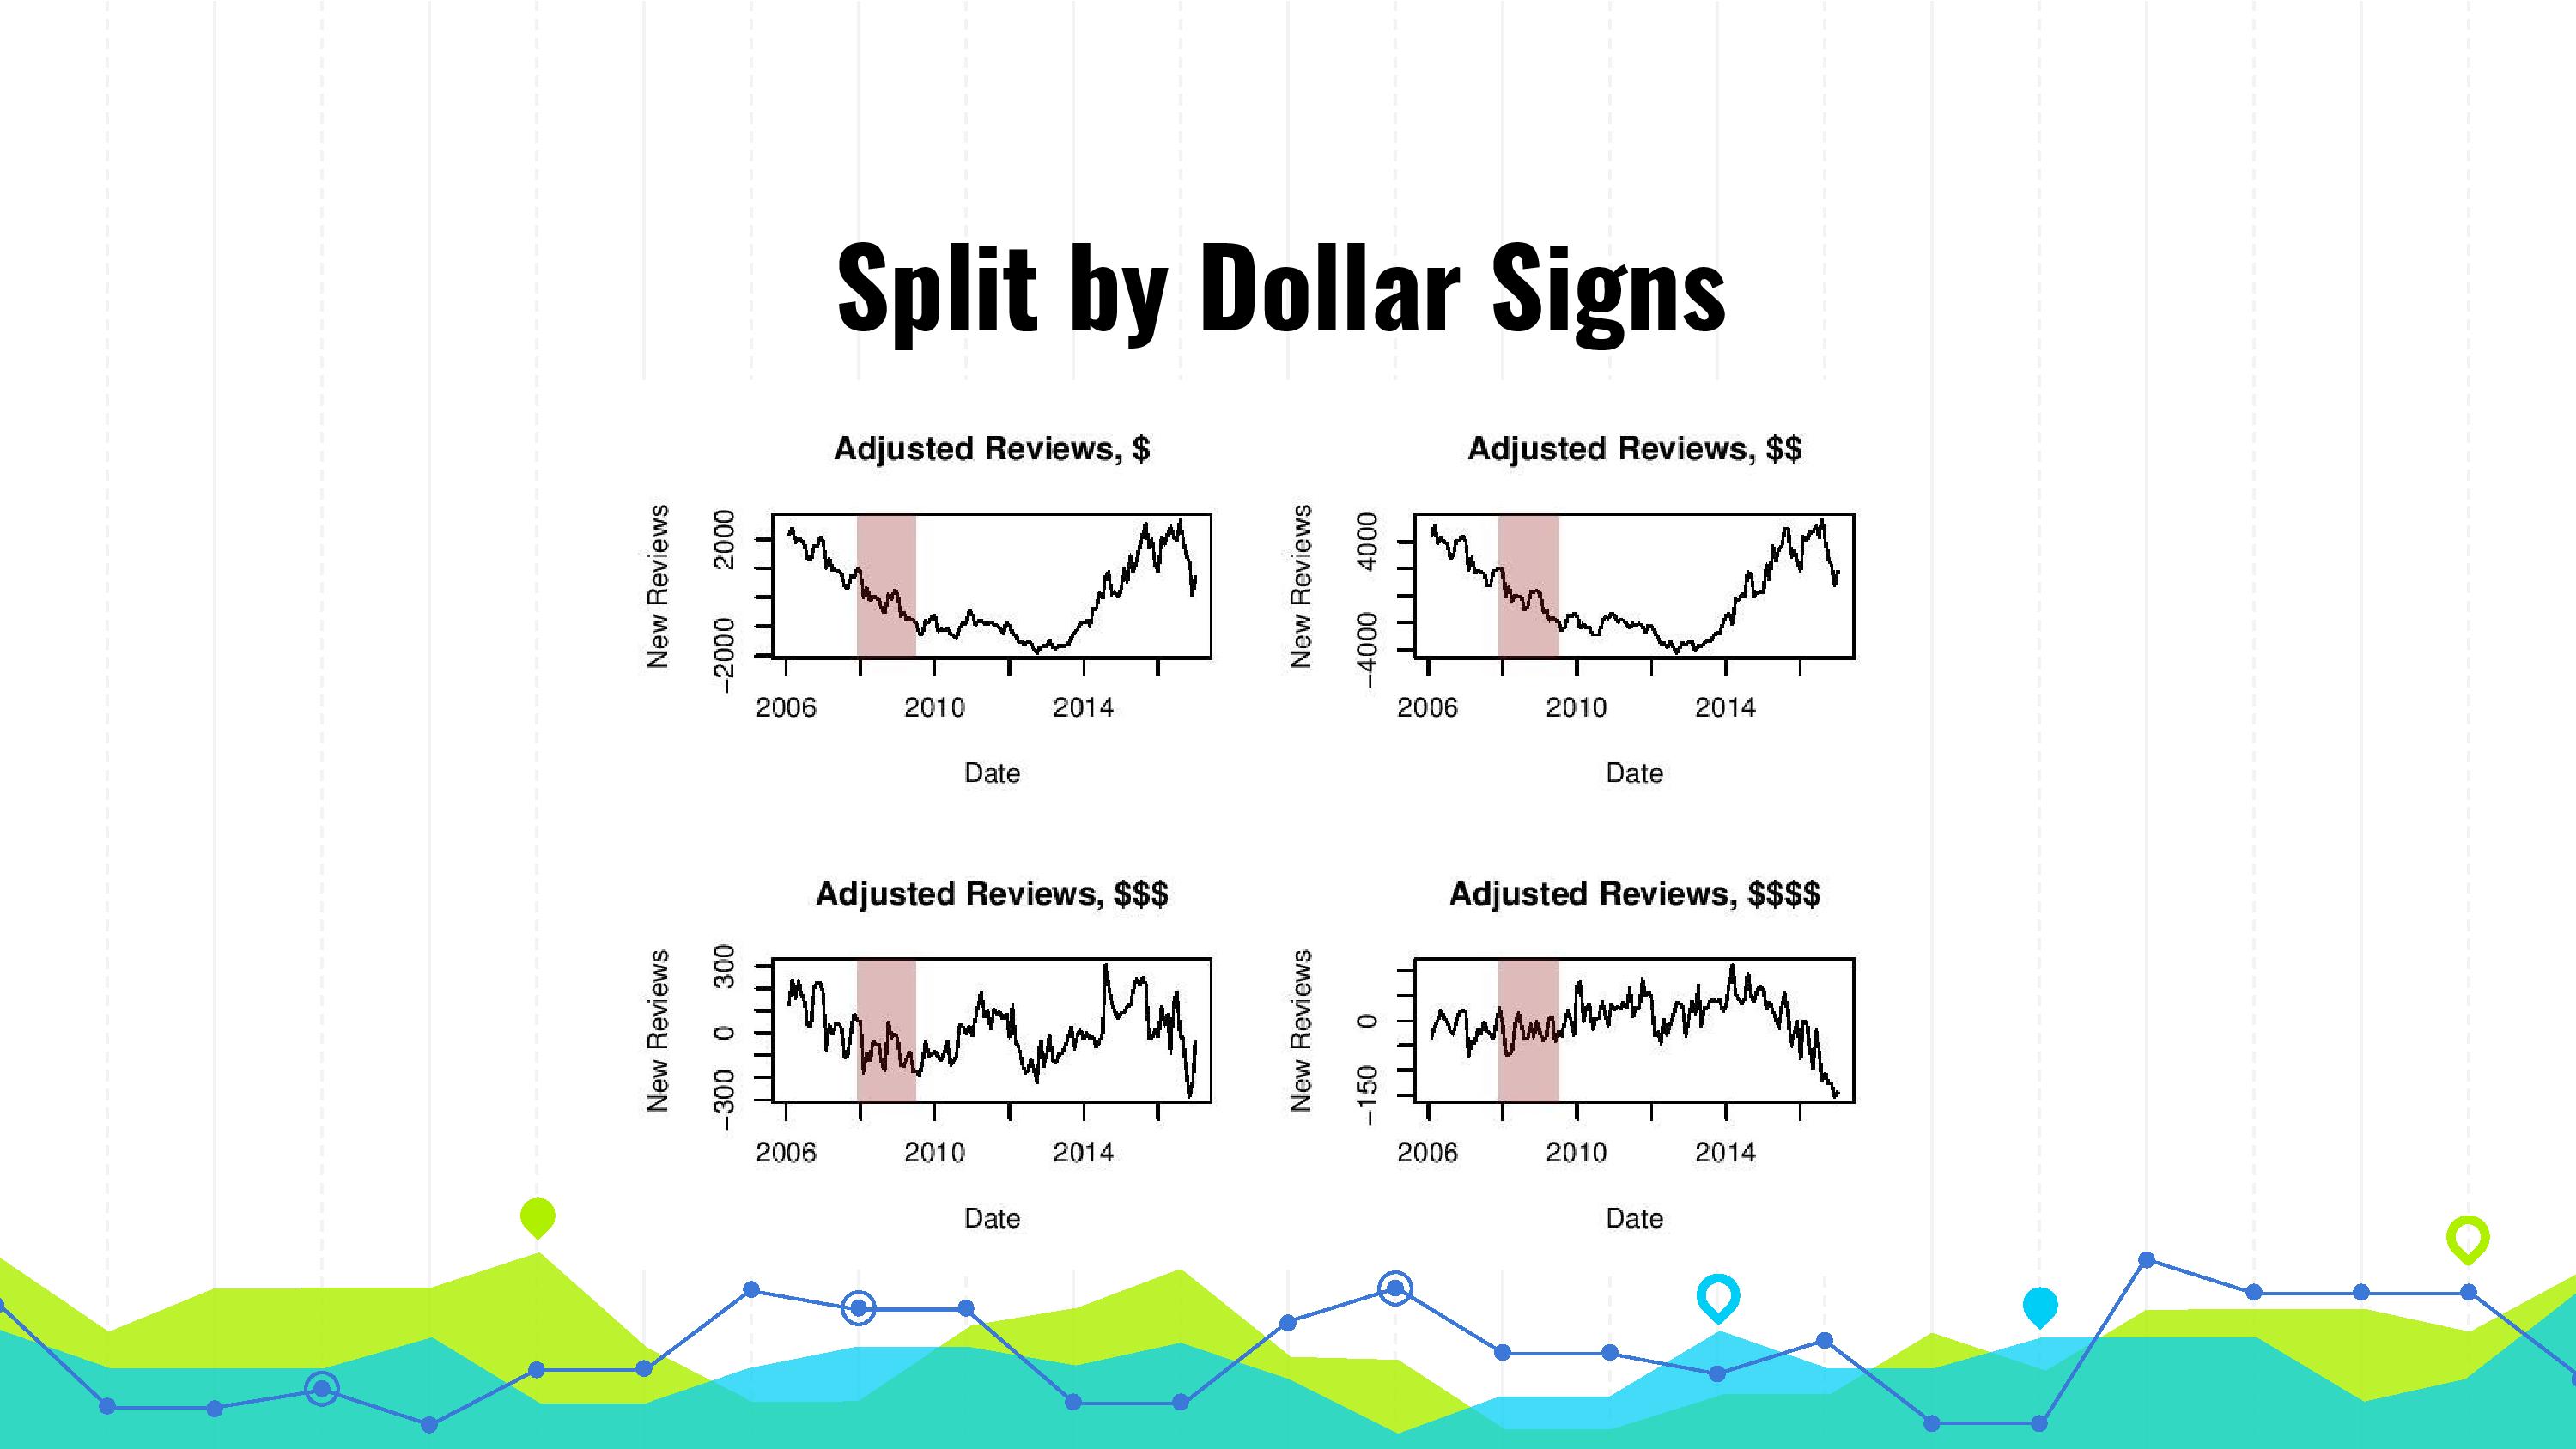 Split by Dollar Signs
Adjusted Reviews, $
New Reviews
2000
−2000
2006 2010 2014
Date
Adjusted Reviews, $$
New Reviews
4000
−4000
2006 2010 2014
Date
Adjusted Reviews, $$$
New Reviews
300
0
−300
2006 2010 2014
Date
Adjusted Reviews, $$$$
New Reviews
0
−150
2006 2010 2014
Date